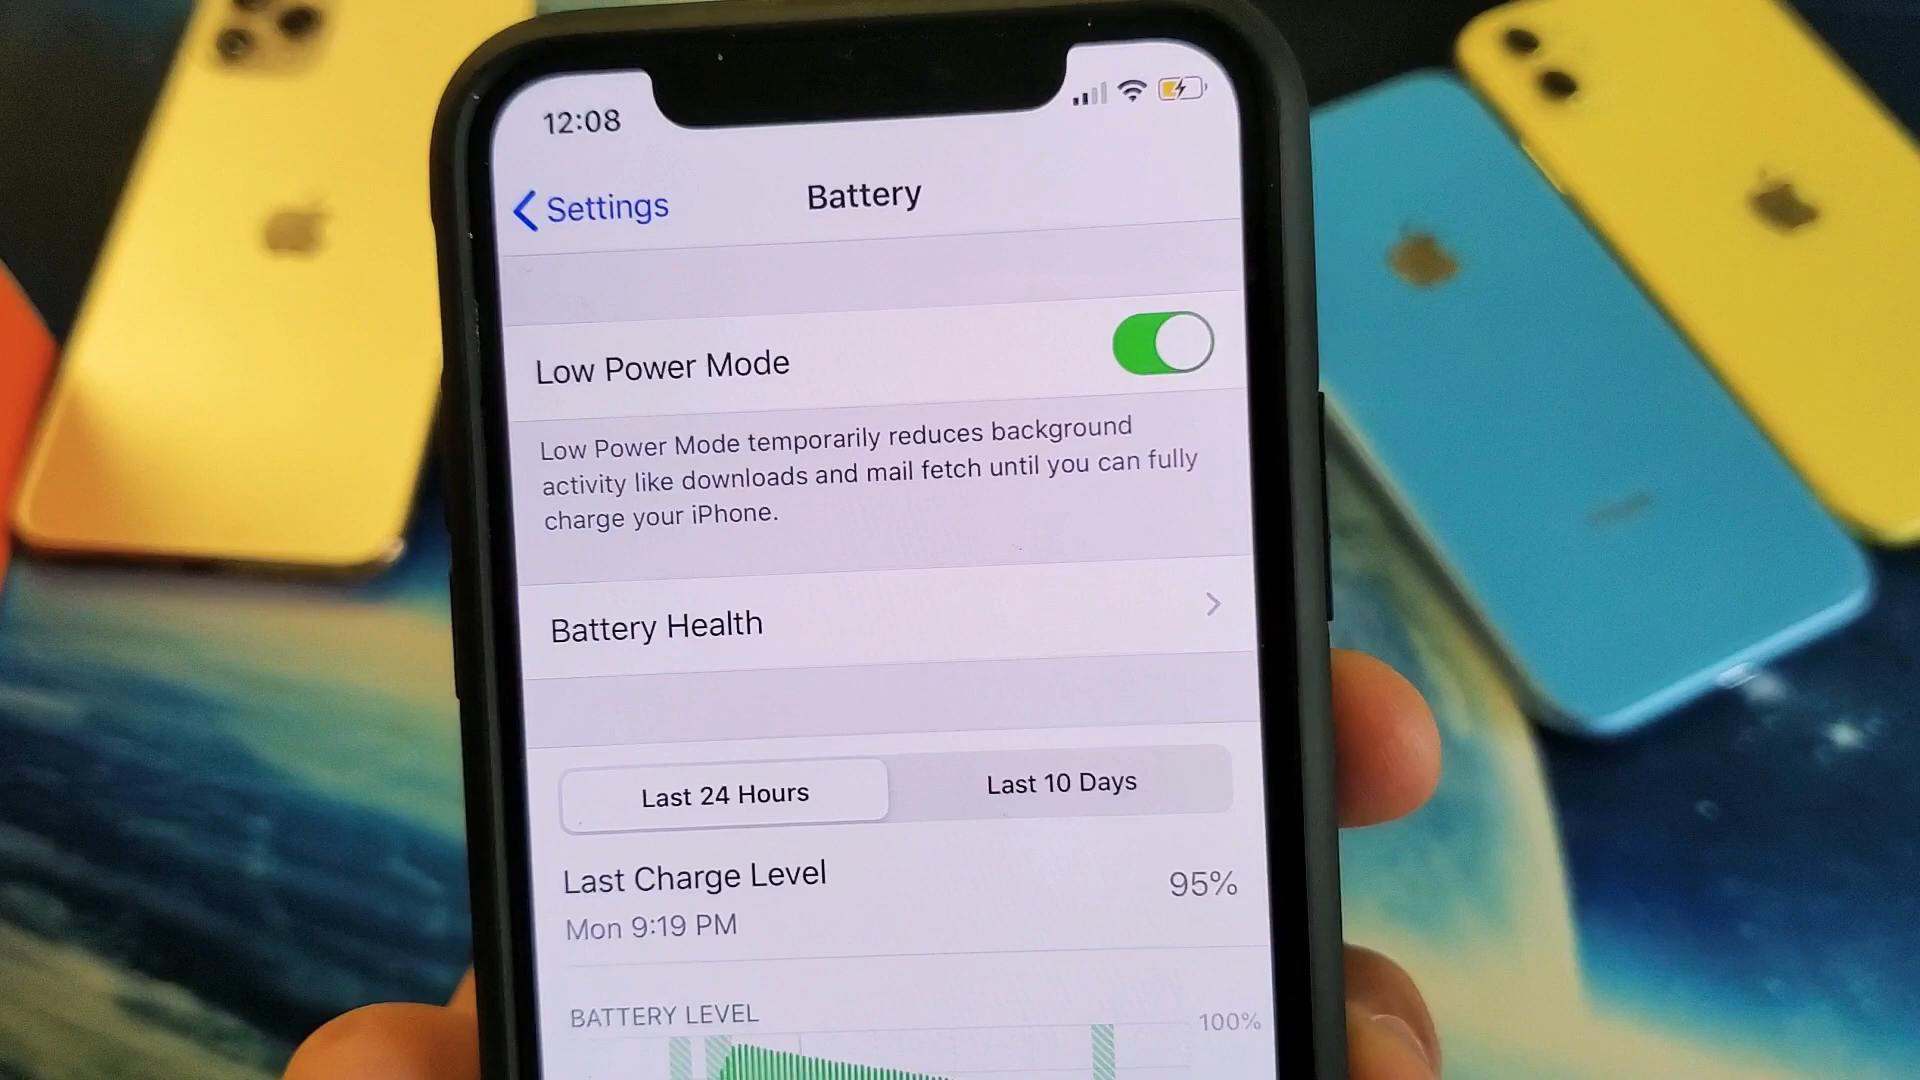 12:08
Settings
Battery
Low Power Mode
Low Power Mode temporarily reduces background
activity like downloads and mail fetch until you can fully
charge your iPhone.
Battery Health
Last 24 Hours
Last 10 Days
Last Charge Level
95%
Mon 9:19 PM
BATTERY LEVEL
100%